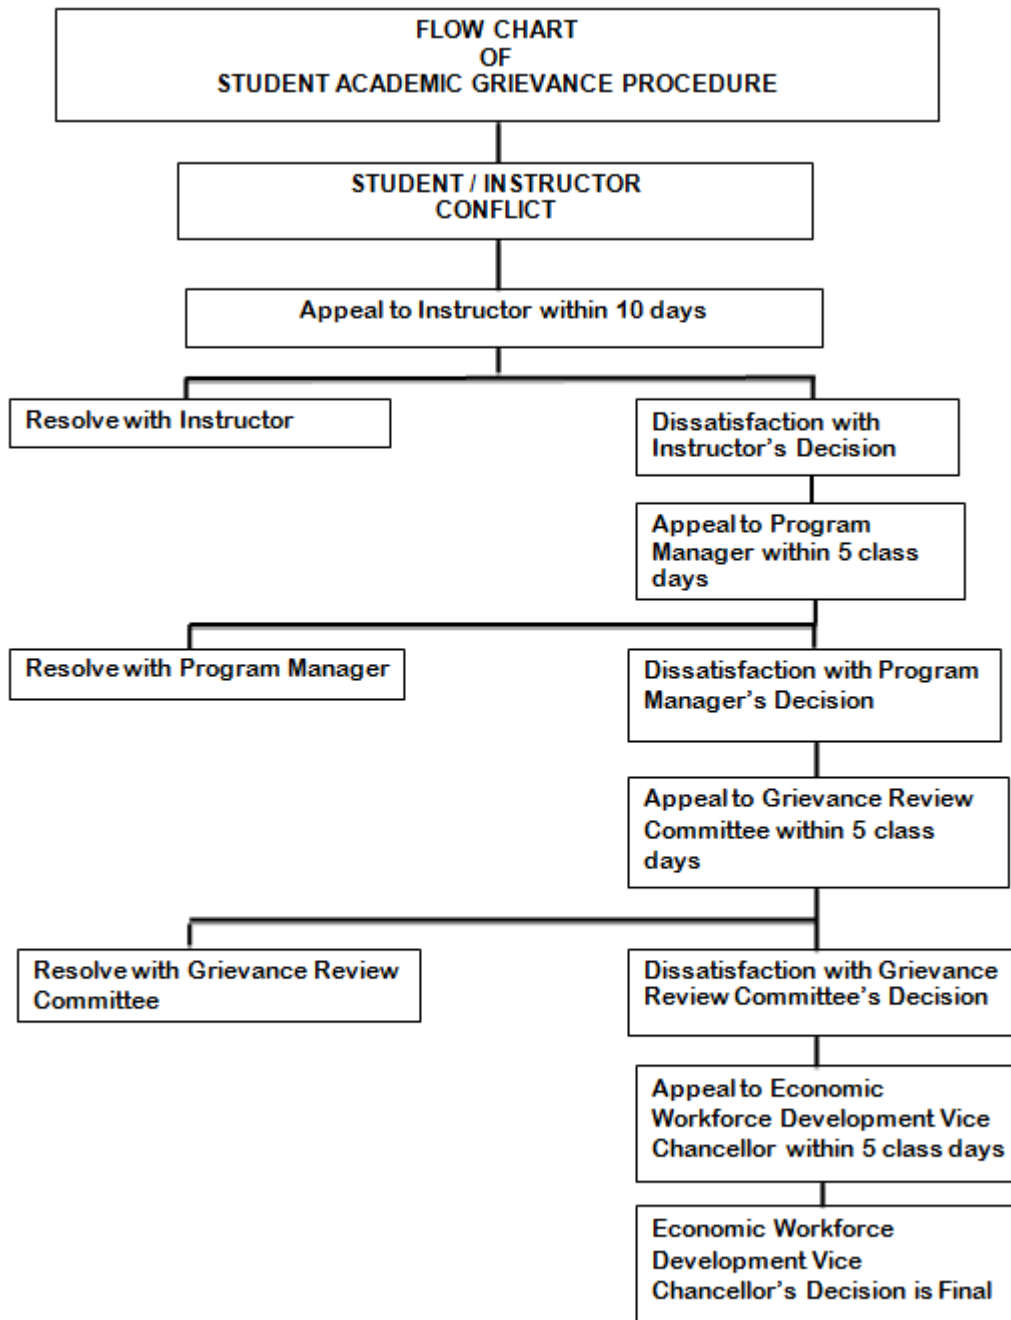 FLOW CHART
OF
STUDENT ACADEMIC GRIEVANCE PROCEDURE
STUDENT / INSTRUCTOR
CONFLICT
Appeal to Instructor within 10 days
Resolve with Instructor
Dissatisfaction with
Instructor's Decision
Appeal to Program
Manager within 5 class
days
Resolve with Program Manager
Dissatisfaction with Program
Manager's Decision
Appeal to Grievance Review
Committee within 5 class
days
Resolve with Grievance Review
Committee
Dissatisfaction with Grievance
Review Committee's Decision
Appeal to Economic
Workforce Development Vice
Chancellor within 5 class days
Economic Workforce
Development Vice
Chancellor's Decision is Final